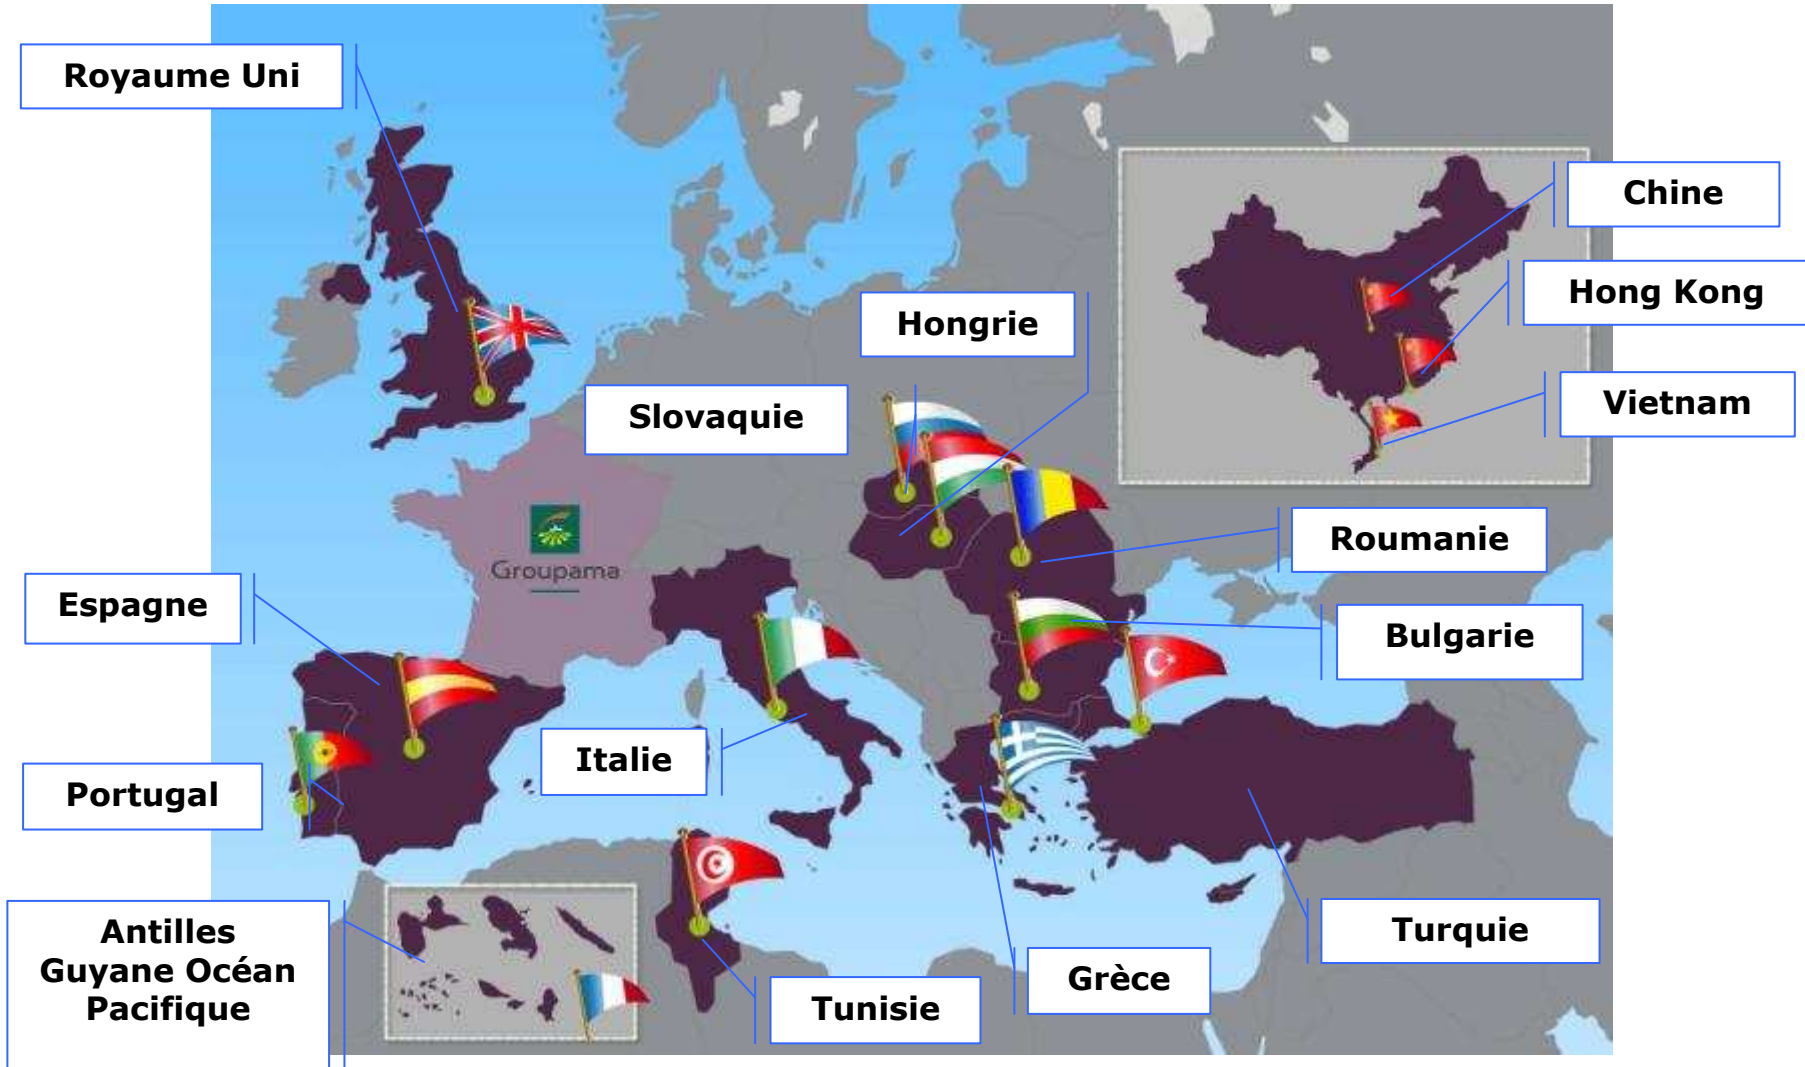 Royaume Uni
Chine
Hong Kong
Hongrie
Vietnam
Slovaquie
Groupama
Roumanie
Espagne
Bulgarie
Italie
Portugal
Antilles
Guyane Océan
Pacifique
Turquie
Grèce
Tunisie